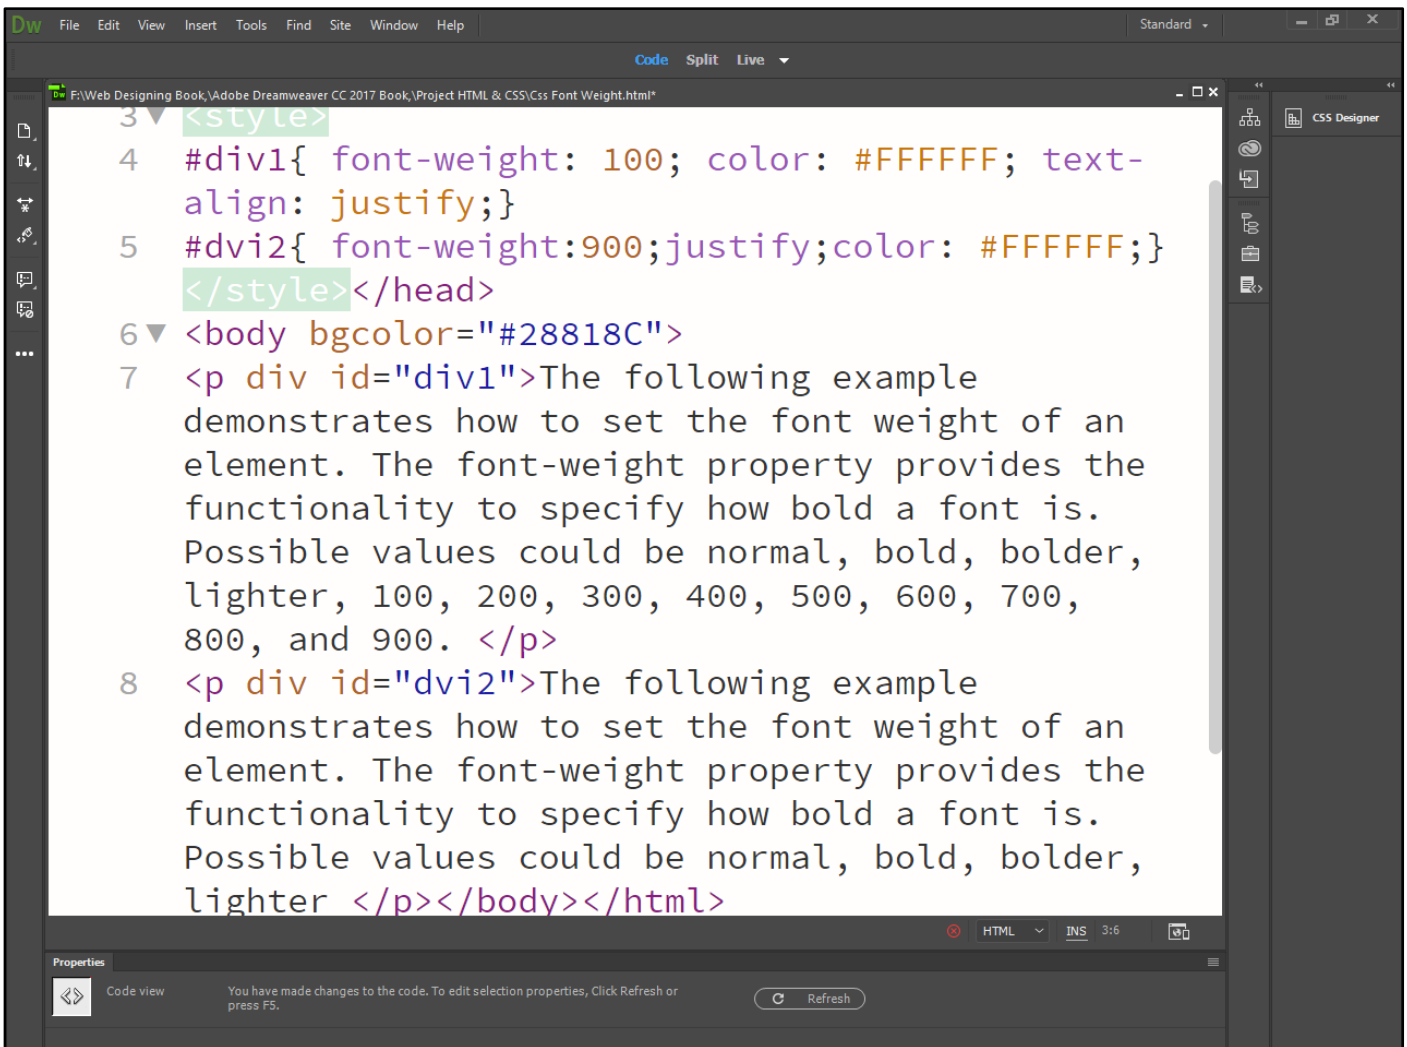 Dw File Edit View Insert Tools Find Site Window Help Standard
Code Split Live
Dw F:\Web Designing Book,\Adobe Dreamweaver CC 2017 Book,\Project HTML & CSS\Css Font Weight.html*
CSS Designer
3 <style>
4 #div1{ font-weight: 100; color: #FFFFFF; text-
align: justify;}
5 #dvi2{ font-weight:900;justify;color: #FFFFFF;}
</style></head>
6 <body bgcolor="#28818C">
7 <p div id="div1">The following example
demonstrates how to set the font weight of an
element. The font-weight property provides the
functionality to specify how bold a font is.
Possible values could be normal, bold, bolder,
lighter, 100, 200, 300, 400, 500, 600, 700,
800, and 900. </p>
8 <p div id="dvi2">The following example
demonstrates how to set the font weight of an
element. The font-weight property provides the
functionality to specify how bold a font is.
Possible values could be normal, bold, bolder,
lighter </p></body></html>
HTML INS 3:6
Properties
Code view You have made changes to the code. To edit selection properties, Click Refresh or
press F5.
Refresh